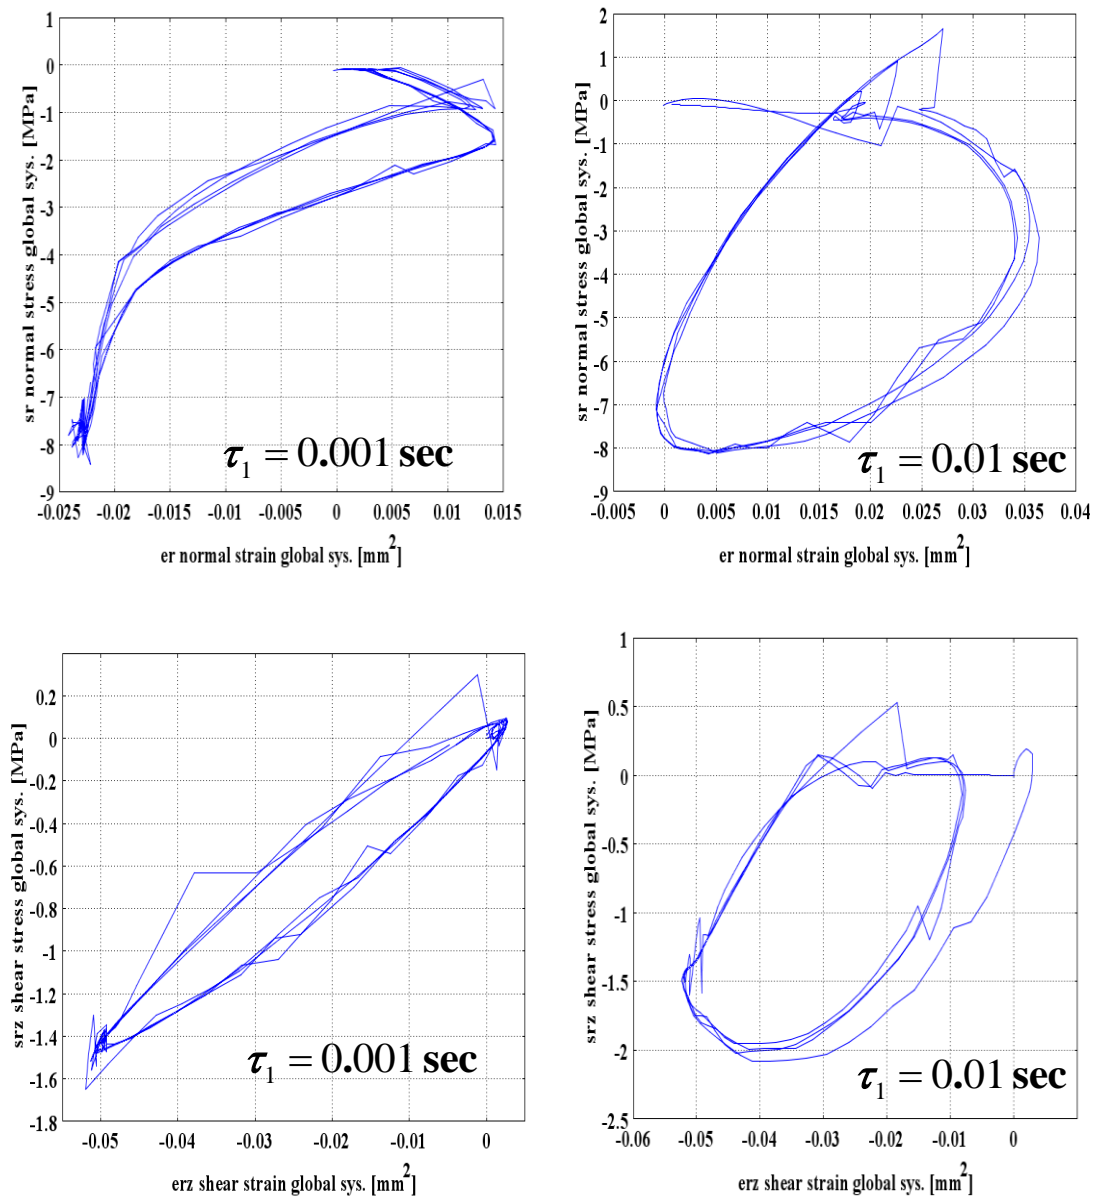 1
0
-1
-2
-3
-4
-5
-6
-7
-8
-9
sr normal stress global sys. [MPa]
τ1 = 0.001 sec
-0.025 -0.02 -0.015 -0.01 -0.005 0 0.005 0.01 0.015
er normal strain global sys. [mm2]
2
1
0
-1
-2
-3
-4
-5
-6
-7
-8
-9
sr normal stress global sys. [MPa]
τ1 = 0.01 sec
-0.005 0 0.005 0.01 0.015 0.02 0.025 0.03 0.035 0.04
er normal strain global sys. [mm2]
0.2
0
-0.2
-0.4
-0.6
-0.8
-1
-1.2
-1.4
-1.6
-1.8
srz shear stress global sys. [MPa]
τ1 = 0.001 sec
-0.05 -0.04 -0.03 -0.02 -0.01 0
erz shear strain global sys. [mm2]
1
0.5
0
-0.5
-1
-1.5
-2
-2.5
srz shear stress global sys. [MPa]
τ1 = 0.01 sec
-0.06 -0.05 -0.04 -0.03 -0.02 -0.01 0
erz shear strain global sys. [mm2]